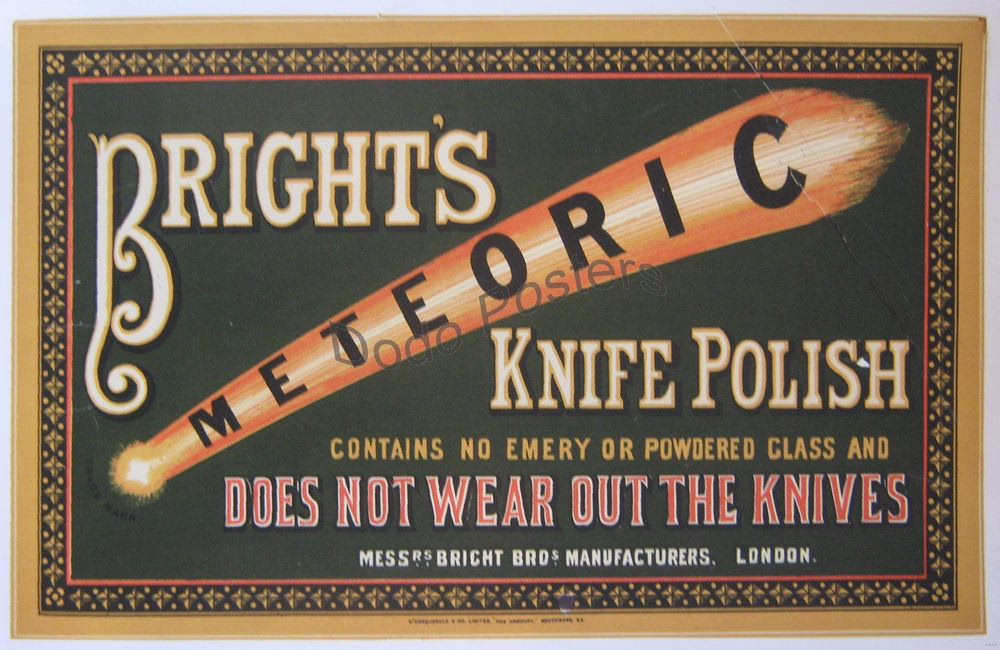 BRIGHT'S
METEORIC
KNIFE POLISH
CONTAINS NO EMERY OR POWDERED GLASS AND
DOES NOT WEAR OUT THE KNIVES
MESSRS. BRIGHT BROS MANUFACTURERS, LONDON.
TRADE MARK
Dodo Posters